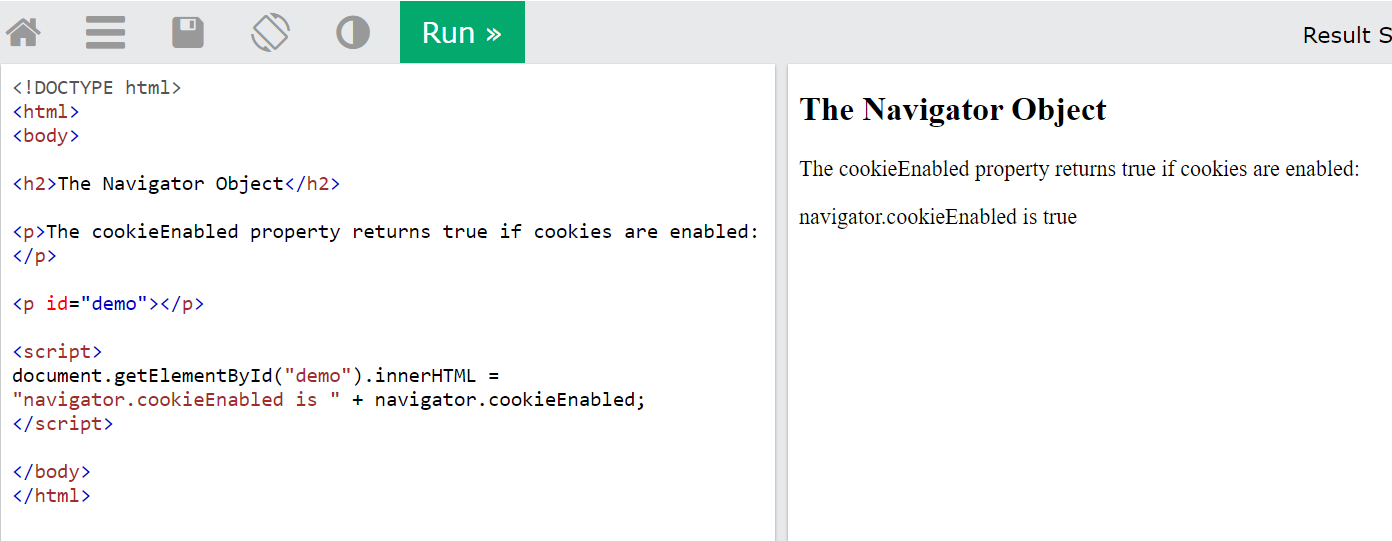 Run »
Result S
<!DOCTYPE html>
<html>
<body>
<h2>The Navigator Object</h2>
<p>The cookieEnabled property returns true if cookies are enabled:
</p>
<p id="demo"></p>
<script>
document.getElementById("demo").innerHTML =
"navigator.cookieEnabled is " + navigator.cookieEnabled;
</script>
</body>
</html>
The Navigator Object
The cookieEnabled property returns true if cookies are enabled:
navigator.cookieEnabled is true